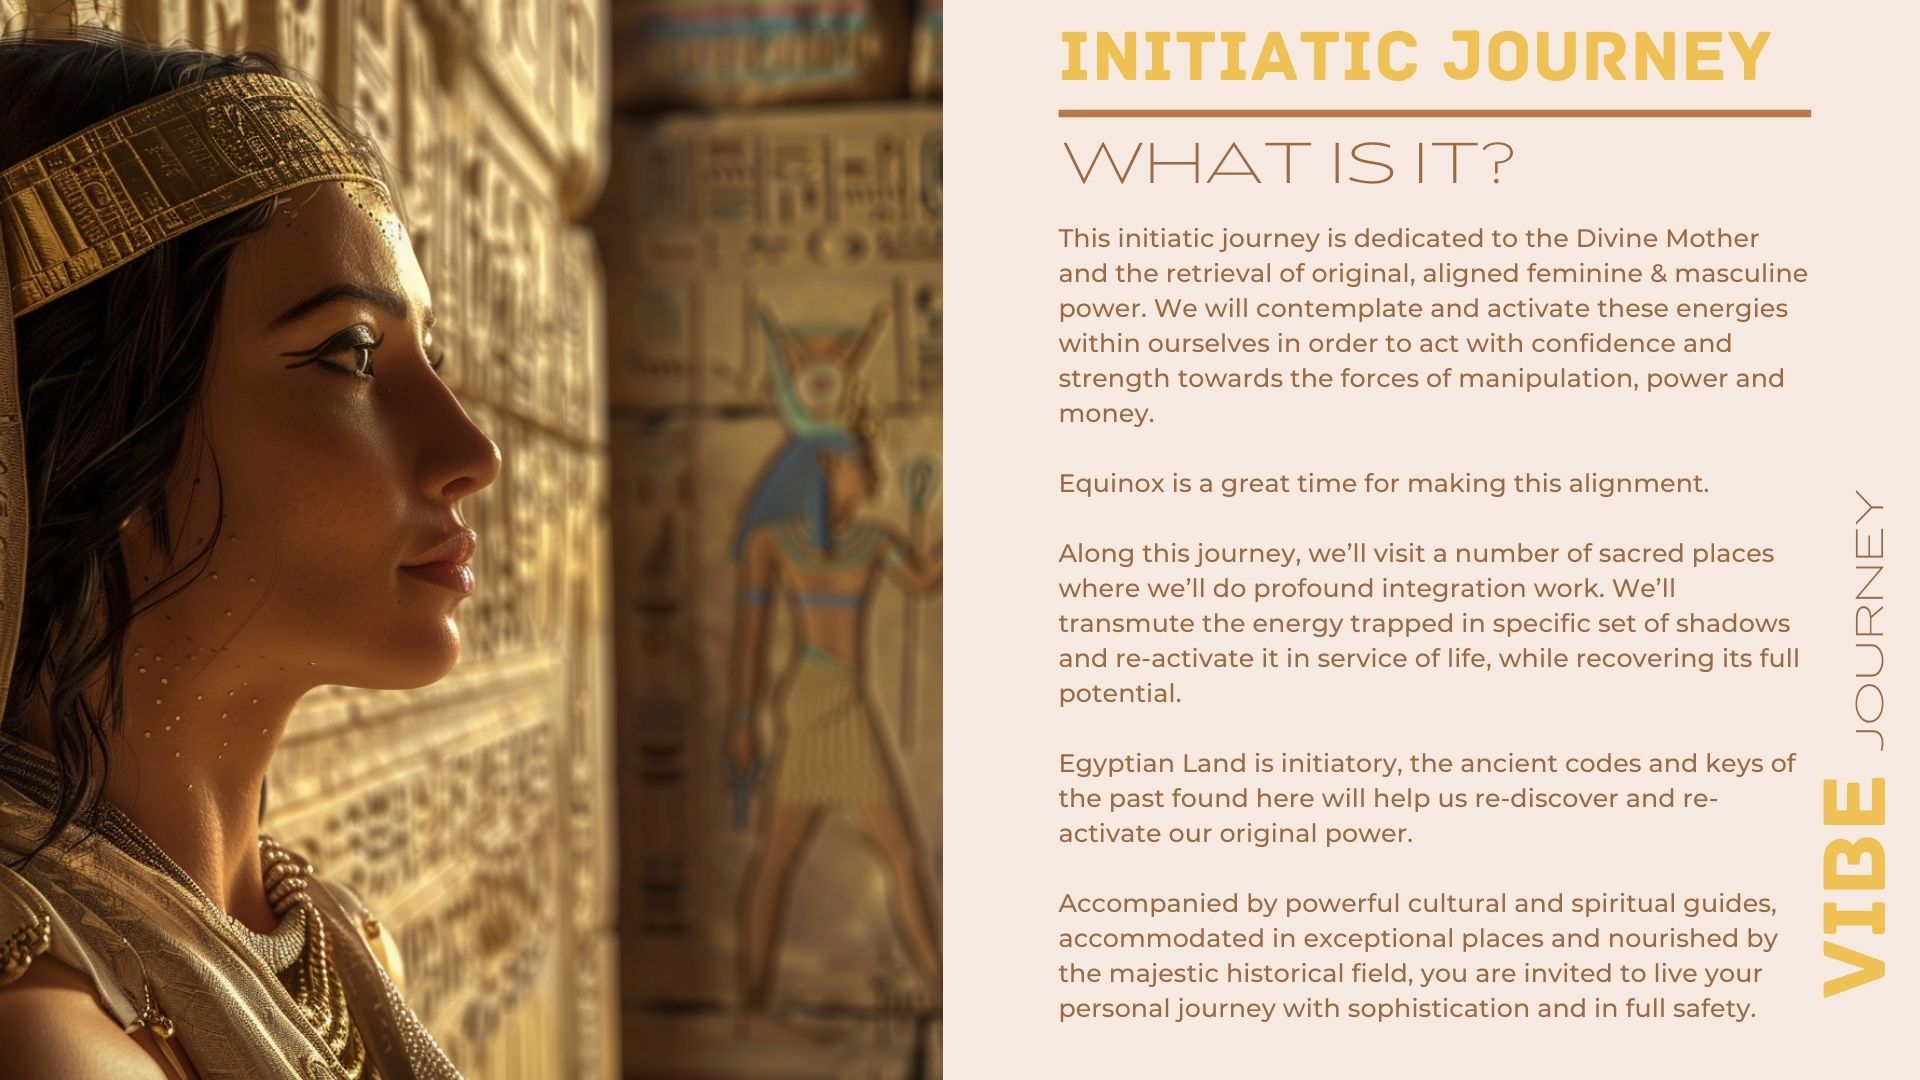 INITIATIC JOURNEY
WHAT IS IT?
This initiatic journey is dedicated to the Divine Mother
and the retrieval of original, aligned feminine & masculine
power. We will contemplate and activate these energies
within ourselves in order to act with confidence and
strength towards the forces of manipulation, power and
money.
Equinox is a great time for making this alignment.
Along this journey, we’ll visit a number of sacred places
where we’ll do profound integration work. We’ll
transmute the energy trapped in specific set of shadows
and re-activate it in service of life, while recovering its full
potential.
Egyptian Land is initiatory, the ancient codes and keys of
the past found here will help us re-discover and re-
activate our original power.
Accompanied by powerful cultural and spiritual guides,
accommodated in exceptional places and nourished by
the majestic historical field, you are invited to live your
personal journey with sophistication and in full safety.
VIBE JOURNEY